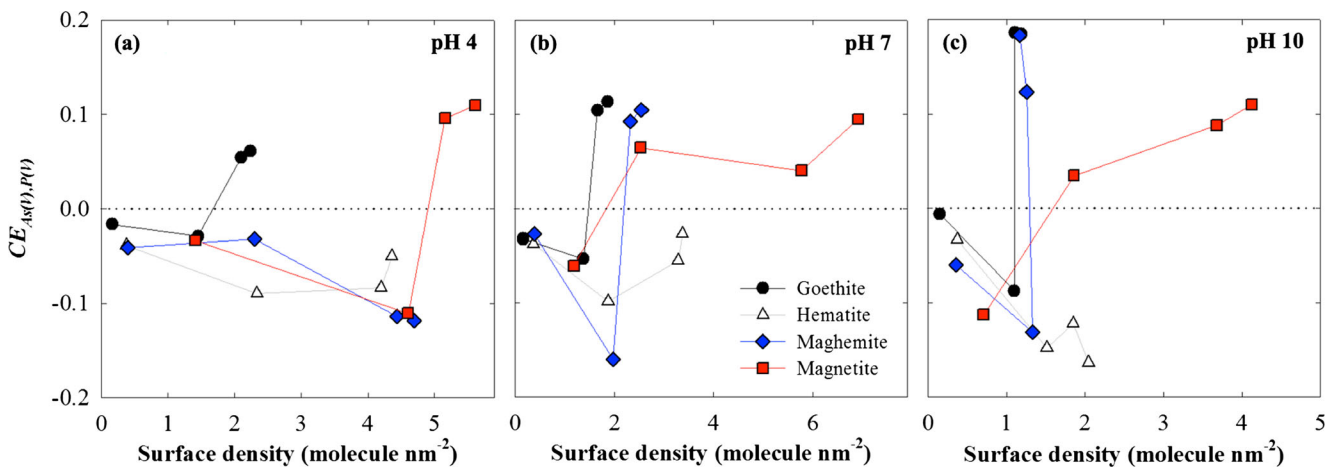 (a) pH 4
(b) pH 7
(c) pH 10
CE As(V),P(V)
0.2
0.1
0.0
-0.1
-0.2
Goethite
Hematite
Maghemite
Magnetite
0 1 2 3 4 5
0 2 4 6
0 1 2 3 4 5
Surface density (molecule nm⁻²)
Surface density (molecule nm⁻²)
Surface density (molecule nm⁻²)